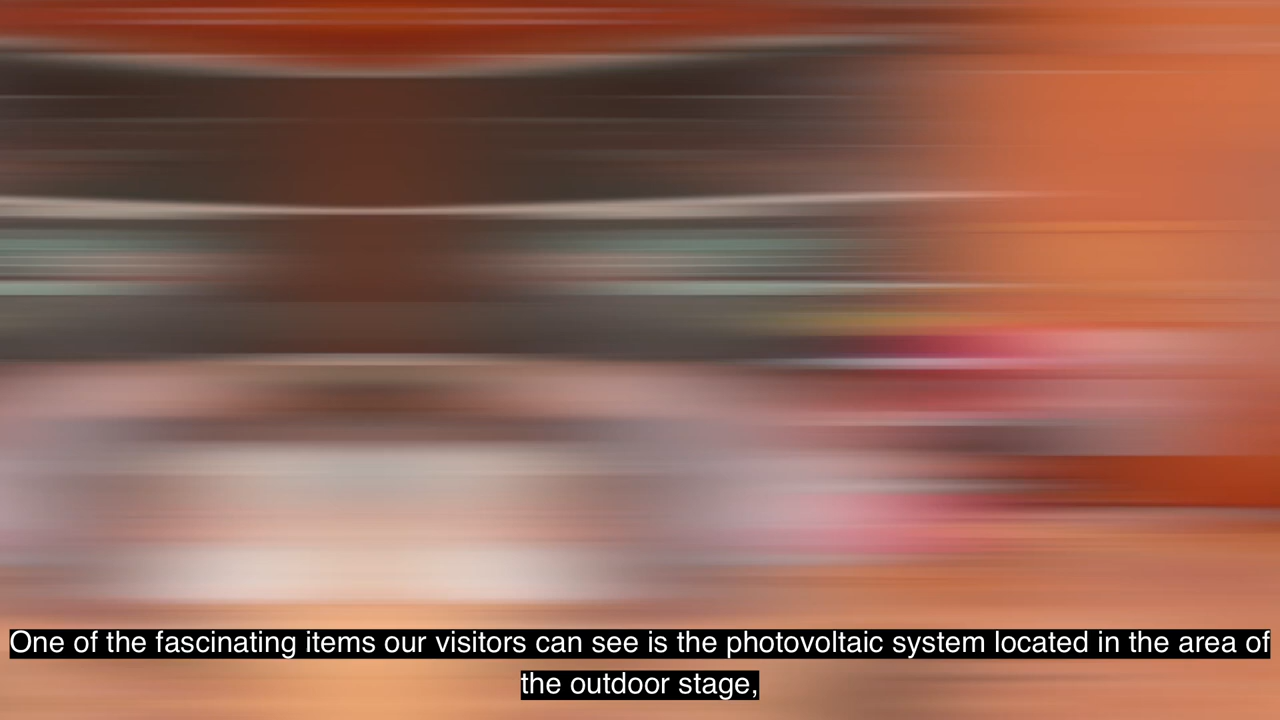 One of the fascinating items our visitors can see is the photovoltaic system located in the area of
the outdoor stage,